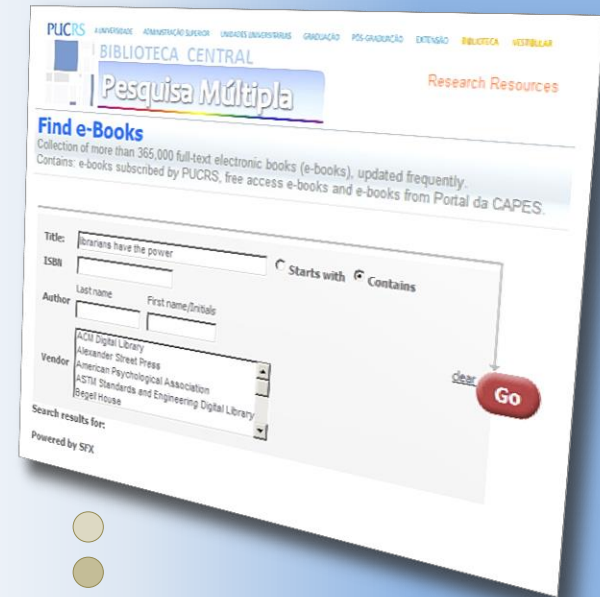 PUCRS A UNIVERSIDADE ADMINISTRAÇÃO SUPERIOR UNIDADES UNIVERSITÁRIAS GRADUAÇÃO PÓS-GRADUAÇÃO EXTENSÃO BIBLIOTECA VESTIBULAR
BIBLIOTECA CENTRAL
Pesquisa Múltipla
Research Resources
Find e-Books
Collection of more than 365,000 full-text electronic books (e-books), updated frequently.
Contains: e-books subscribed by PUCRS, free access e-books and e-books from Portal da CAPES.
Title: librarians have the power Starts with Contains
ISBN
Last name First name/Initials
Author
ACM Digital Library
Alexander Street Press
American Psychological Association
Vendor
ASTM Standards and Engineering Digital Library
Begell House
clear Go
Search results for:
Powered by SFX